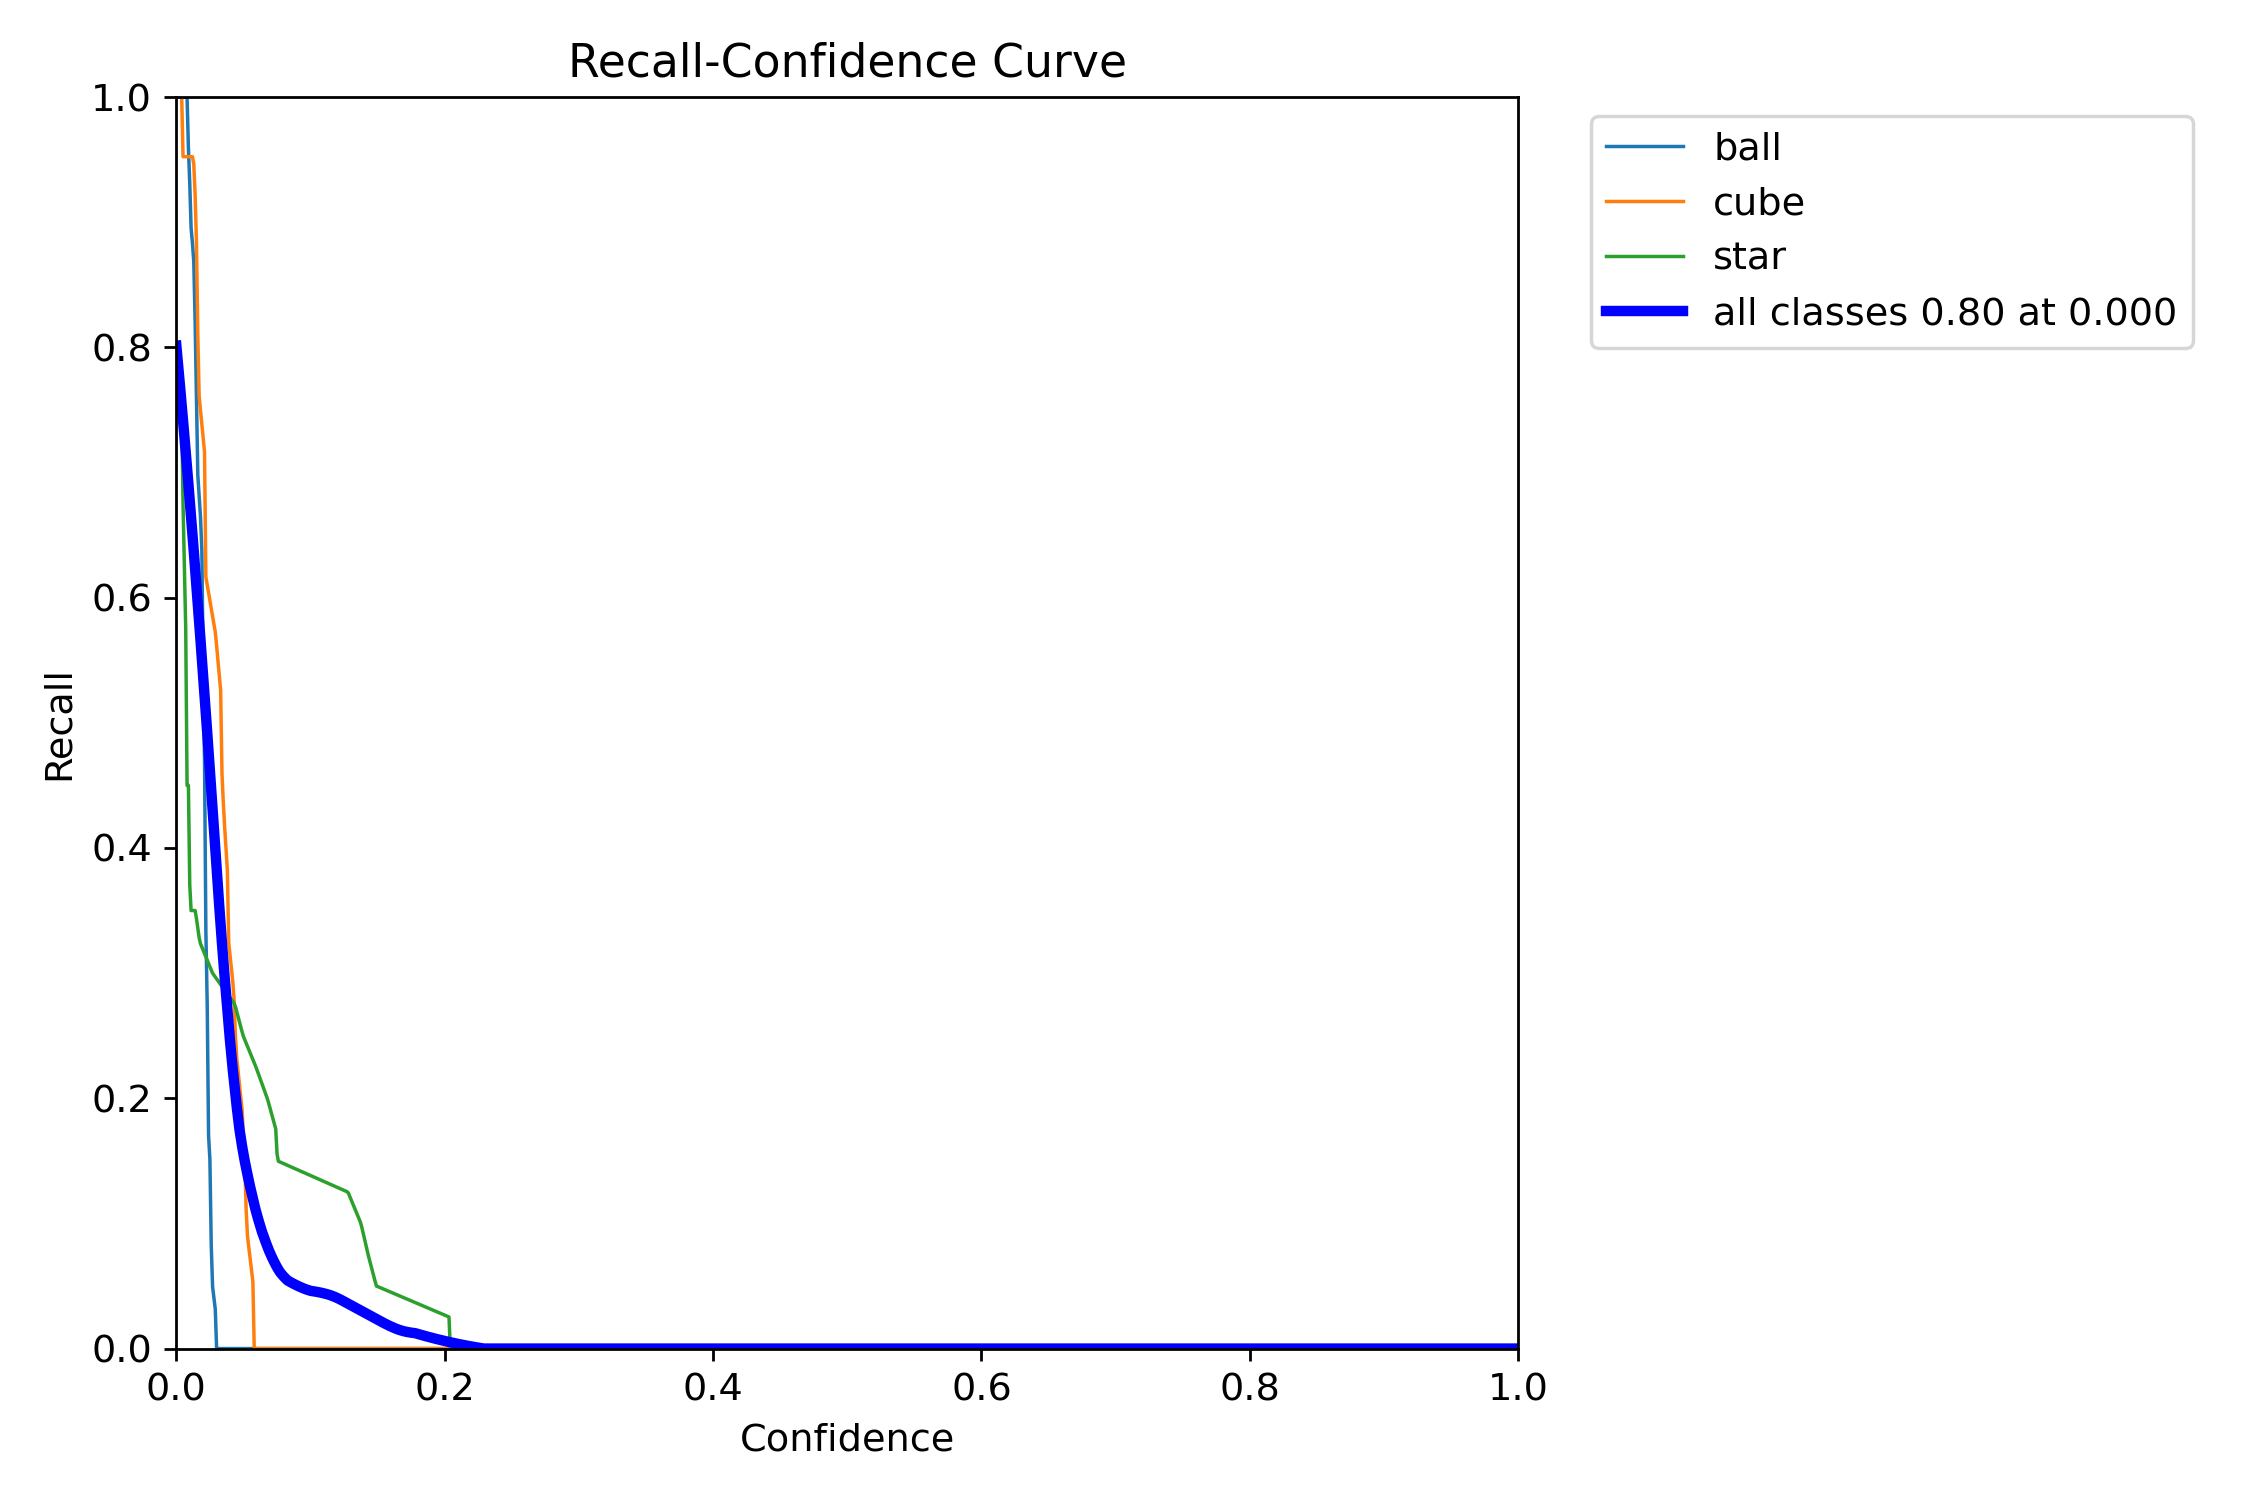 Recall-Confidence Curve
1.0
0.8
0.6
0.4
0.2
0.0
Recall
0.0 0.2 0.4 0.6 0.8 1.0
Confidence
ball
cube
star
all classes 0.80 at 0.000